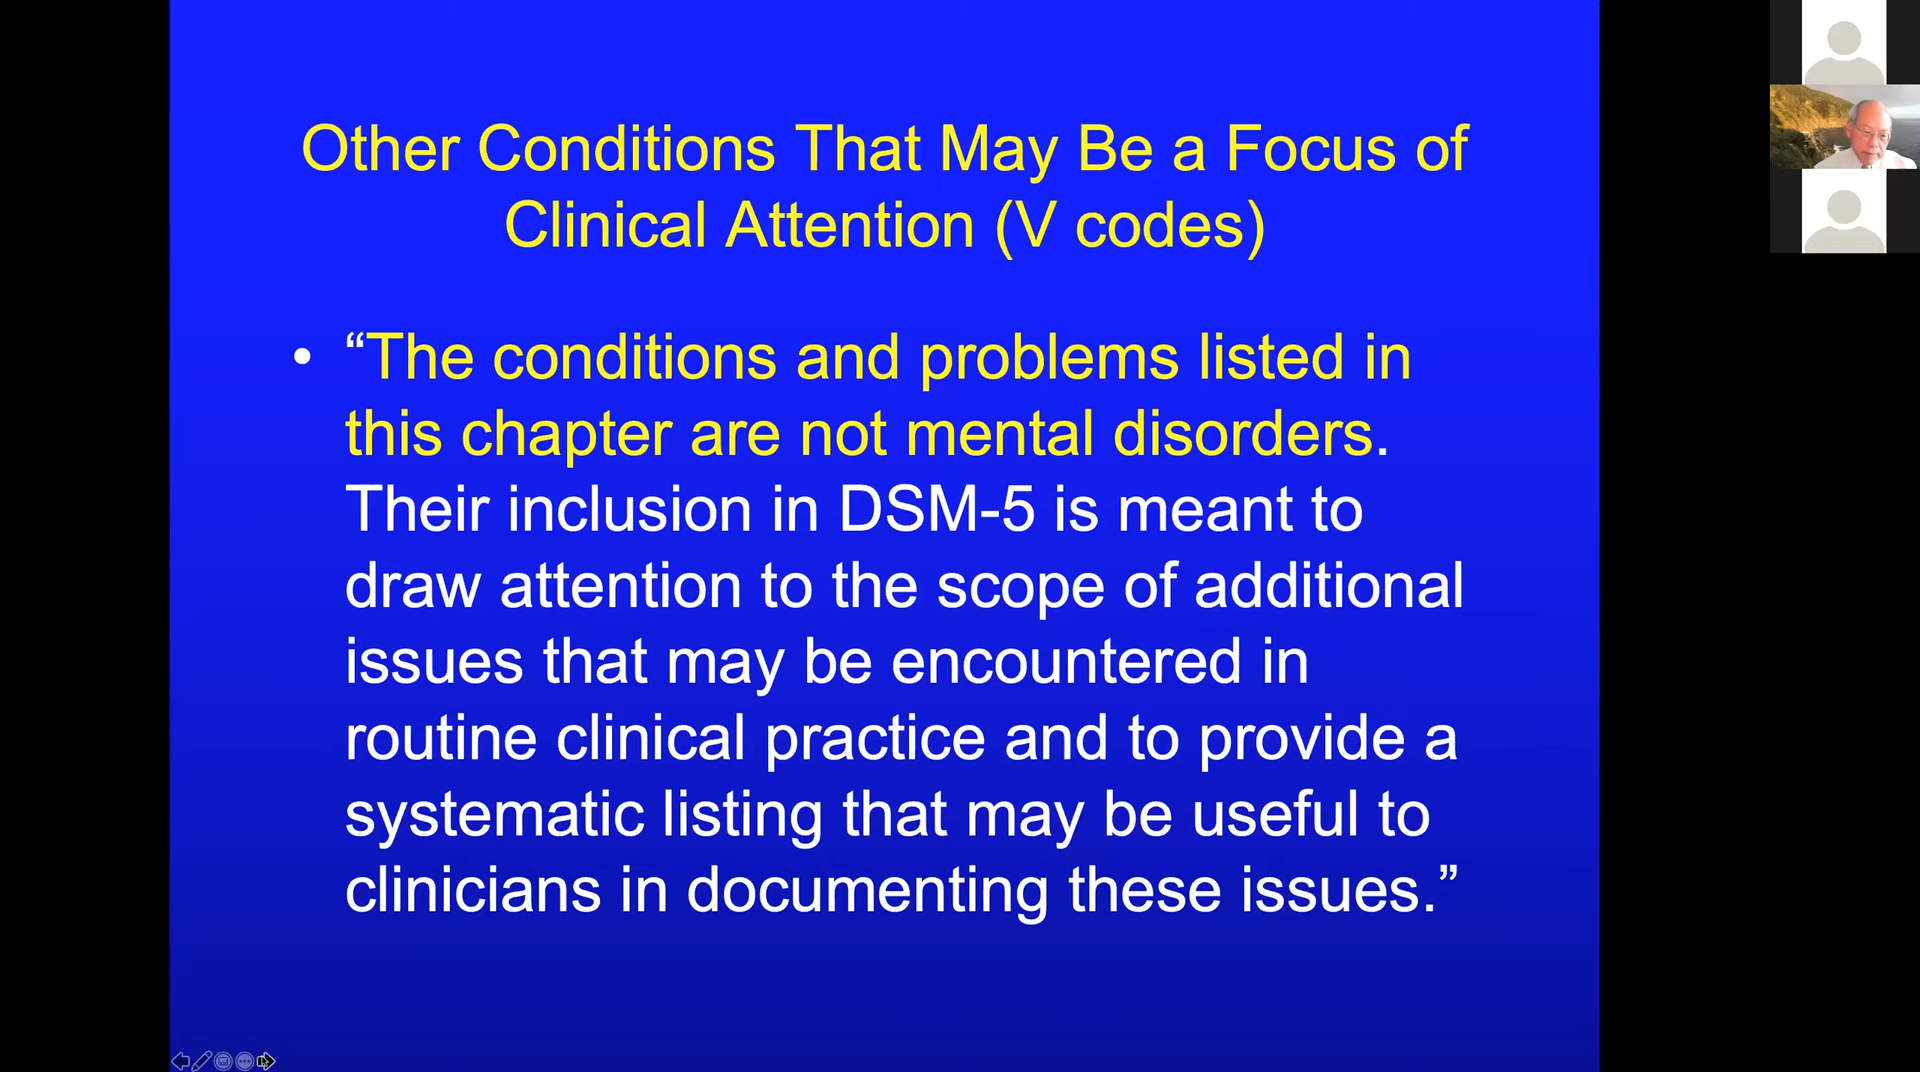 Other Conditions That May Be a Focus of
Clinical Attention (V codes)
• “The conditions and problems listed in
this chapter are not mental disorders.
Their inclusion in DSM-5 is meant to
draw attention to the scope of additional
issues that may be encountered in
routine clinical practice and to provide a
systematic listing that may be useful to
clinicians in documenting these issues.”